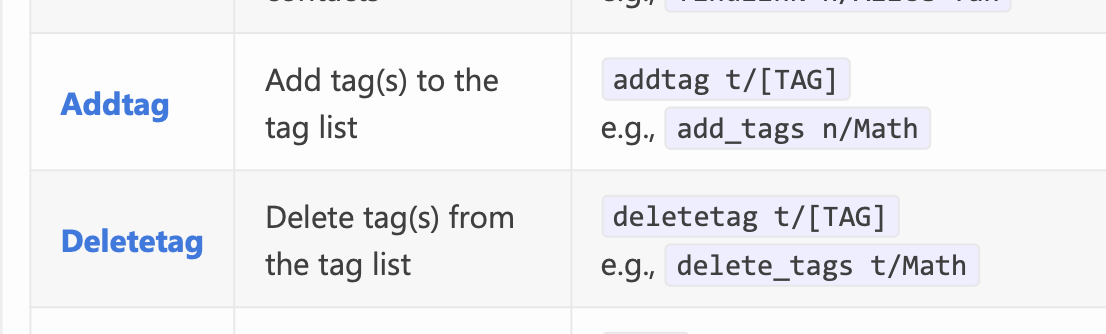 contacts
e.g.,
Addtag
Add tag(s) to the
tag list
addtag t/[TAG]
e.g., add_tags n/Math
Deletetag
Delete tag(s) from
the tag list
deletetag t/[TAG]
e.g., delete_tags t/Math